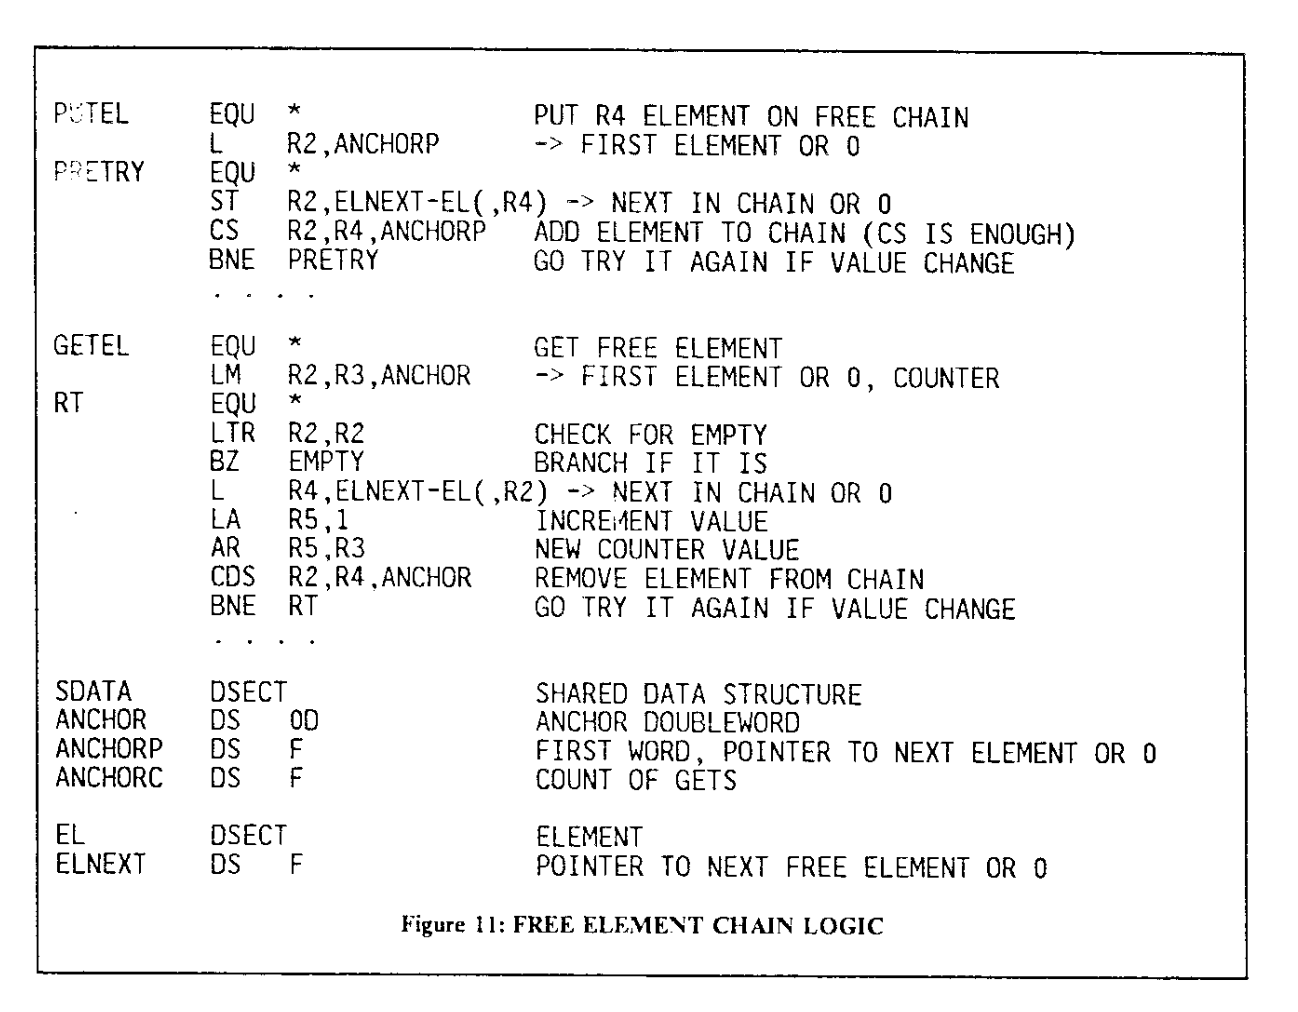 PUTEL EQU * PUT R4 ELEMENT ON FREE CHAIN
L R2,ANCHORP -> FIRST ELEMENT OR 0
PRETRY EQU *
ST R2,ELNEXT-EL(,R4) -> NEXT IN CHAIN OR 0
CS R2,R4,ANCHORP ADD ELEMENT TO CHAIN (CS IS ENOUGH)
BNE PRETRY GO TRY IT AGAIN IF VALUE CHANGE
. . . .
GETEL EQU * GET FREE ELEMENT
LM R2,R3,ANCHOR -> FIRST ELEMENT OR 0, COUNTER
RT EQU *
LTR R2,R2 CHECK FOR EMPTY
BZ EMPTY BRANCH IF IT IS
L R4,ELNEXT-EL(,R2) -> NEXT IN CHAIN OR 0
LA R5,1 INCREMENT VALUE
AR R5,R3 NEW COUNTER VALUE
CDS R2,R4,ANCHOR REMOVE ELEMENT FROM CHAIN
BNE RT GO TRY IT AGAIN IF VALUE CHANGE
. . . .
SDATA DSECT SHARED DATA STRUCTURE
ANCHOR DS 0D ANCHOR DOUBLEWORD
ANCHORP DS F FIRST WORD, POINTER TO NEXT ELEMENT OR 0
ANCHORC DS F COUNT OF GETS
EL DSECT ELEMENT
ELNEXT DS F POINTER TO NEXT FREE ELEMENT OR 0
Figure 11: FREE ELEMENT CHAIN LOGIC